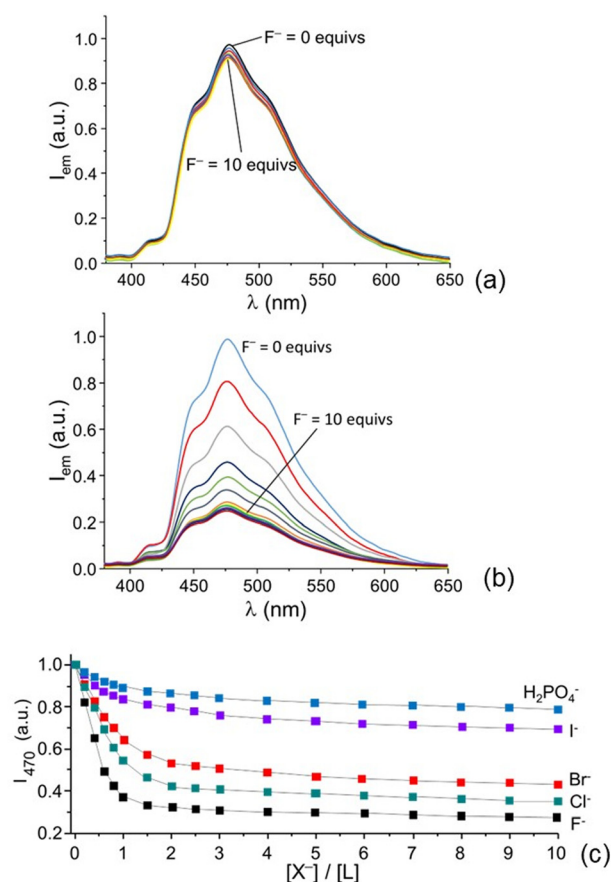 F⁻ = 0 equivs
1.0
0.8
0.6
0.4
0.2
0.0
I_em (a.u.)
F⁻ = 10 equivs
400 450 500 550 600 650
λ (nm)
(a)
F⁻ = 0 equivs
F⁻ = 10 equivs
1.0
0.8
0.6
0.4
0.2
0.0
I_em (a.u.)
400 450 500 550 600 650
λ (nm)
(b)
1.0
0.8
0.6
0.4
0.2
I_470 (a.u.)
H₂PO₄⁻
I⁻
Br⁻
Cl⁻
F⁻
0 1 2 3 4 5 6 7 8 9 10
[X⁻] / [L]
(c)